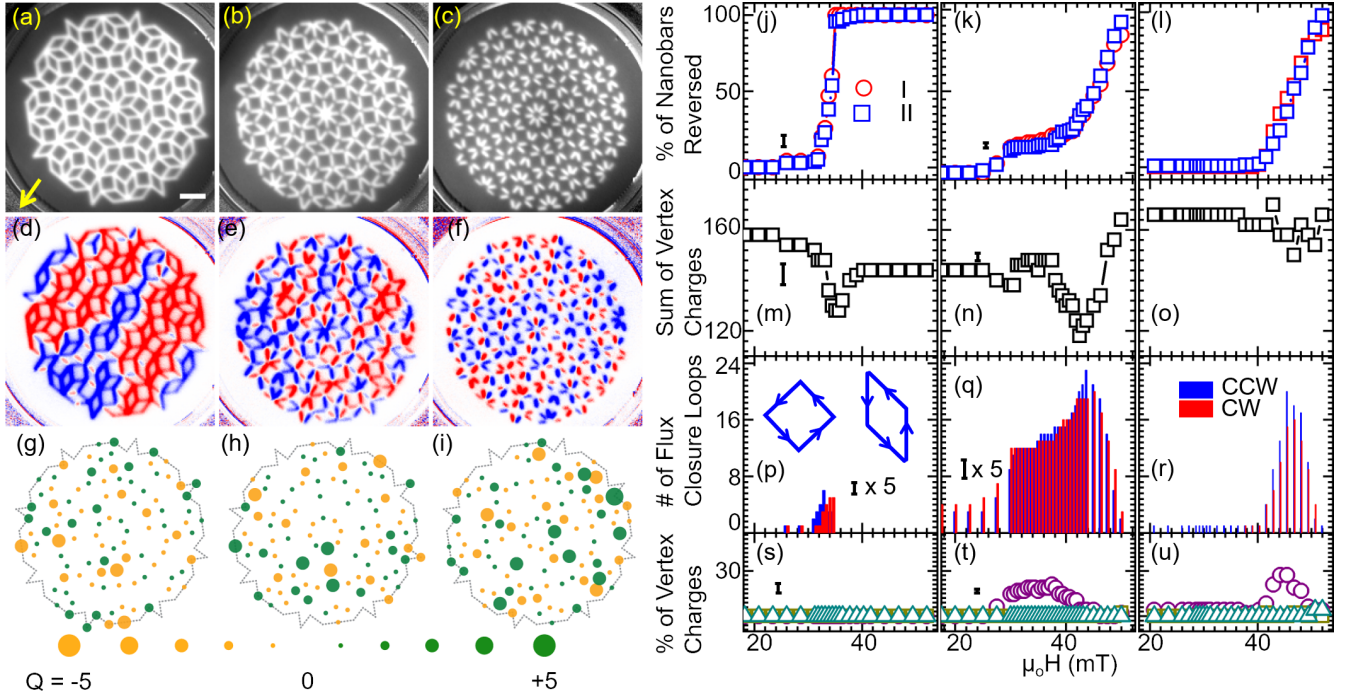 (a)
(b)
(c)
(d)
(e)
(f)
(g)
(h)
(i)
Q = -5 0 +5
% of Nanobars
Reversed
100
50
0
(j)
I
II
(k)
(l)
Sum of Vertex
Charges
160
120
(m)
(n)
(o)
# of Flux
Closure Loops
24
16
8
0
(p)
x 5
(q)
x 5
(r)
CCW
CW
% of Vertex
Charges
30
(s)
(t)
(u)
20 40 20 40 20 40
μ₀H (mT)